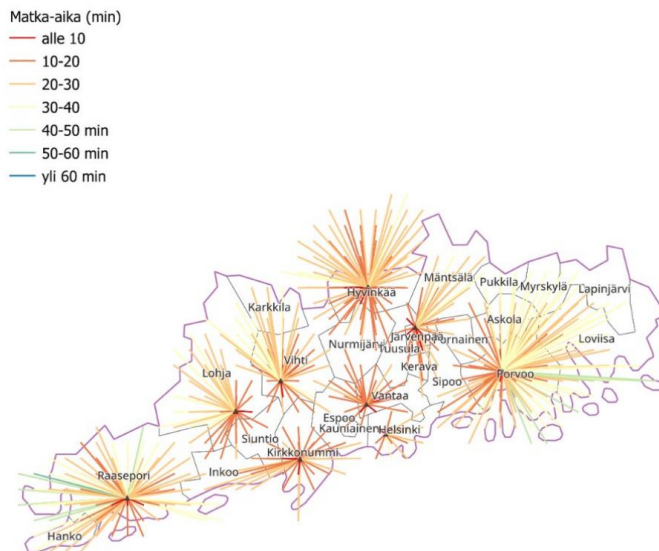 Matka-aika (min)
alle 10
10-20
20-30
30-40
40-50 min
50-60 min
yli 60 min
Hyvinkää
Mäntsälä
Pukkila
Myrskylä
Lapinjärvi
Karkkila
Askola
Nurmijärvi
Järvenpää
Tuusula
Pornainen
Loviisa
Vihti
Lohja
Kerava
Sipoo
Porvoo
Vantaa
Espoo
Kauniainen
Helsinki
Siuntio
Kirkkonummi
Inkoo
Raasepori
Hanko